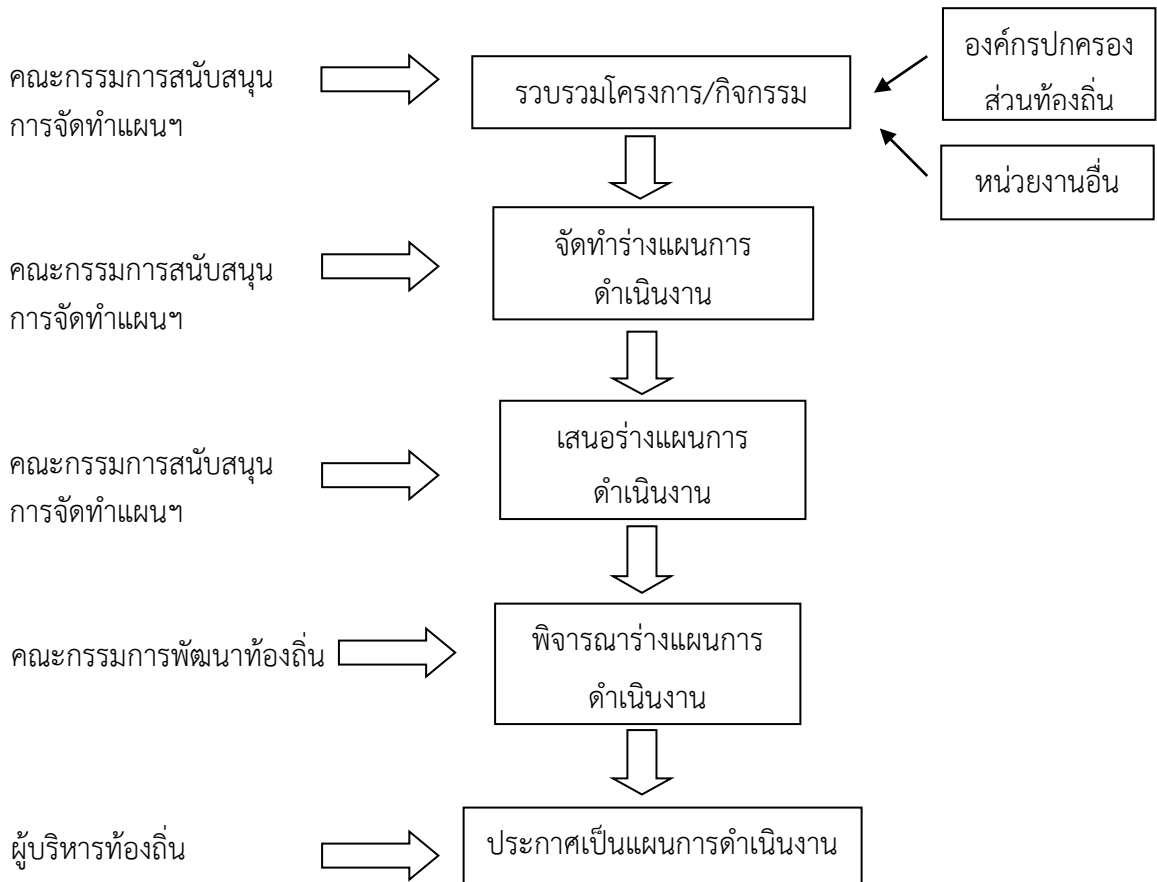 คณะกรรมการสนับสนุน
การจัดทำแผนฯ
รวบรวมโครงการ/กิจกรรม
องค์กรปกครอง
ส่วนท้องถิ่น
หน่วยงานอื่น
คณะกรรมการสนับสนุน
การจัดทำแผนฯ
จัดทำร่างแผนการ
ดำเนินงาน
คณะกรรมการสนับสนุน
การจัดทำแผนฯ
เสนอร่างแผนการ
ดำเนินงาน
คณะกรรมการพัฒนาท้องถิ่น
พิจารณาร่างแผนการ
ดำเนินงาน
ผู้บริหารท้องถิ่น
ประกาศเป็นแผนการดำเนินงาน